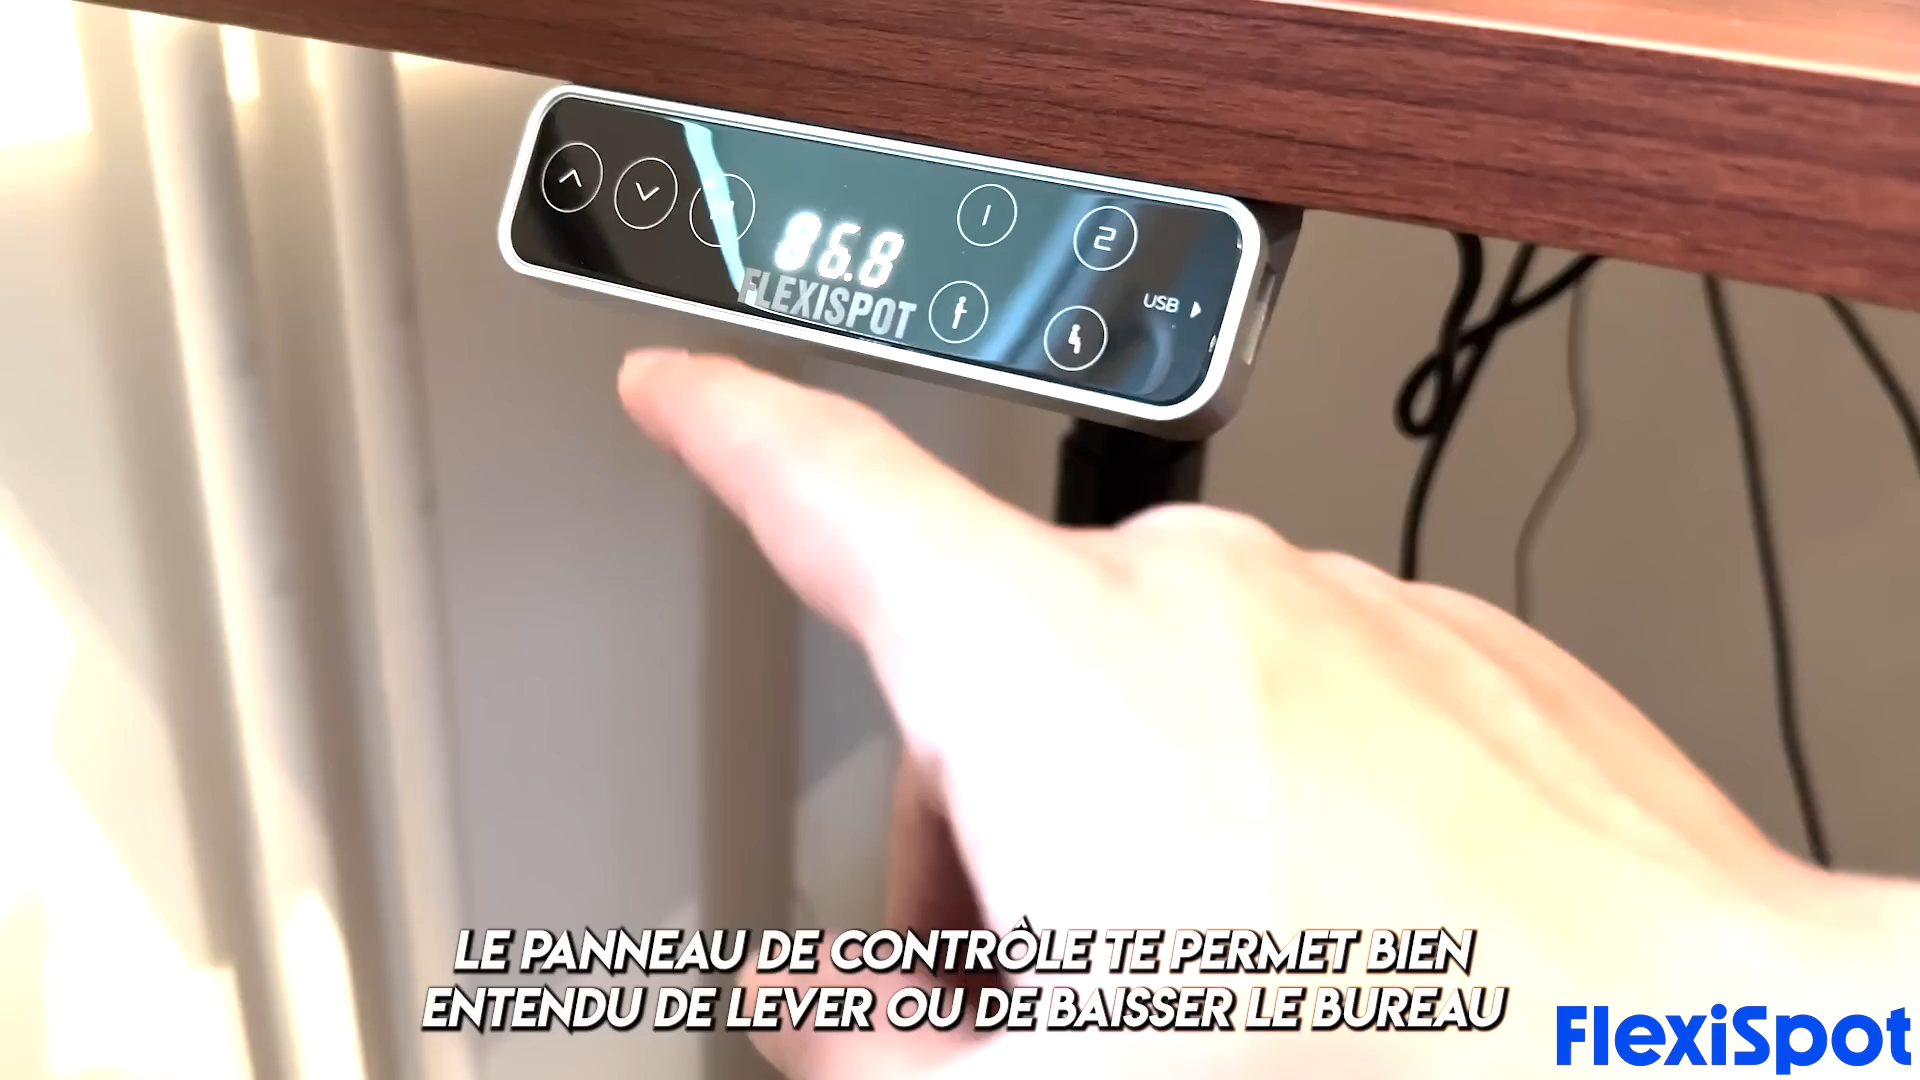 86.8
FLEXISPOT
1
2
USB
LE PANNEAU DE CONTRÔLE TE PERMET BIEN
ENTENDU DE LEVER OU DE BAISSER LE BUREAU
FlexiSpot